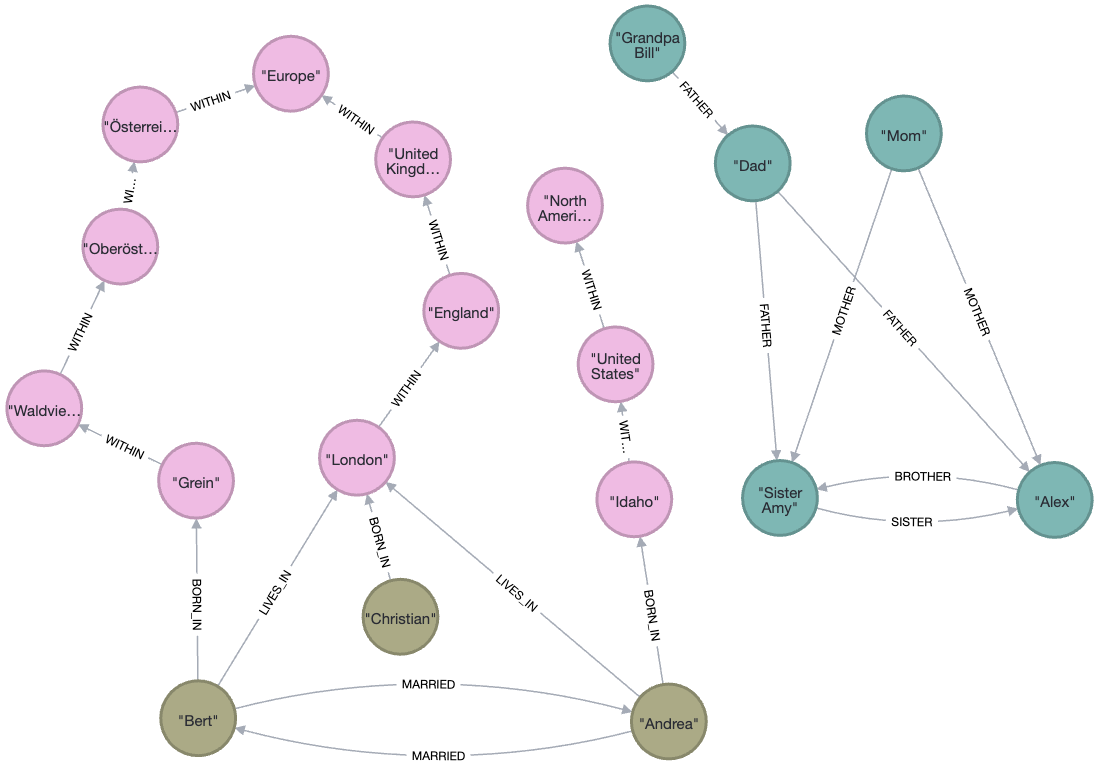 "Grandpa
Bill"
"Europe"
FATHER
WITHIN
"Österrei…
WITHIN
"Mom"
"United
Kingd…
"Dad"
WI…
"North
Ameri…
"Oberöst…
WITHIN
WITHIN
"England"
FATHER
MOTHER
MOTHER
FATHER
WITHIN
"United
States"
WITHIN
"Waldvie…
WIT…
WITHIN
"London"
"Grein"
BROTHER
"Sister
Amy"
"Idaho"
"Alex"
SISTER
BORN_IN
BORN_IN
LIVES_IN
LIVES_IN
BORN_IN
"Christian"
MARRIED
"Bert"
"Andrea"
MARRIED